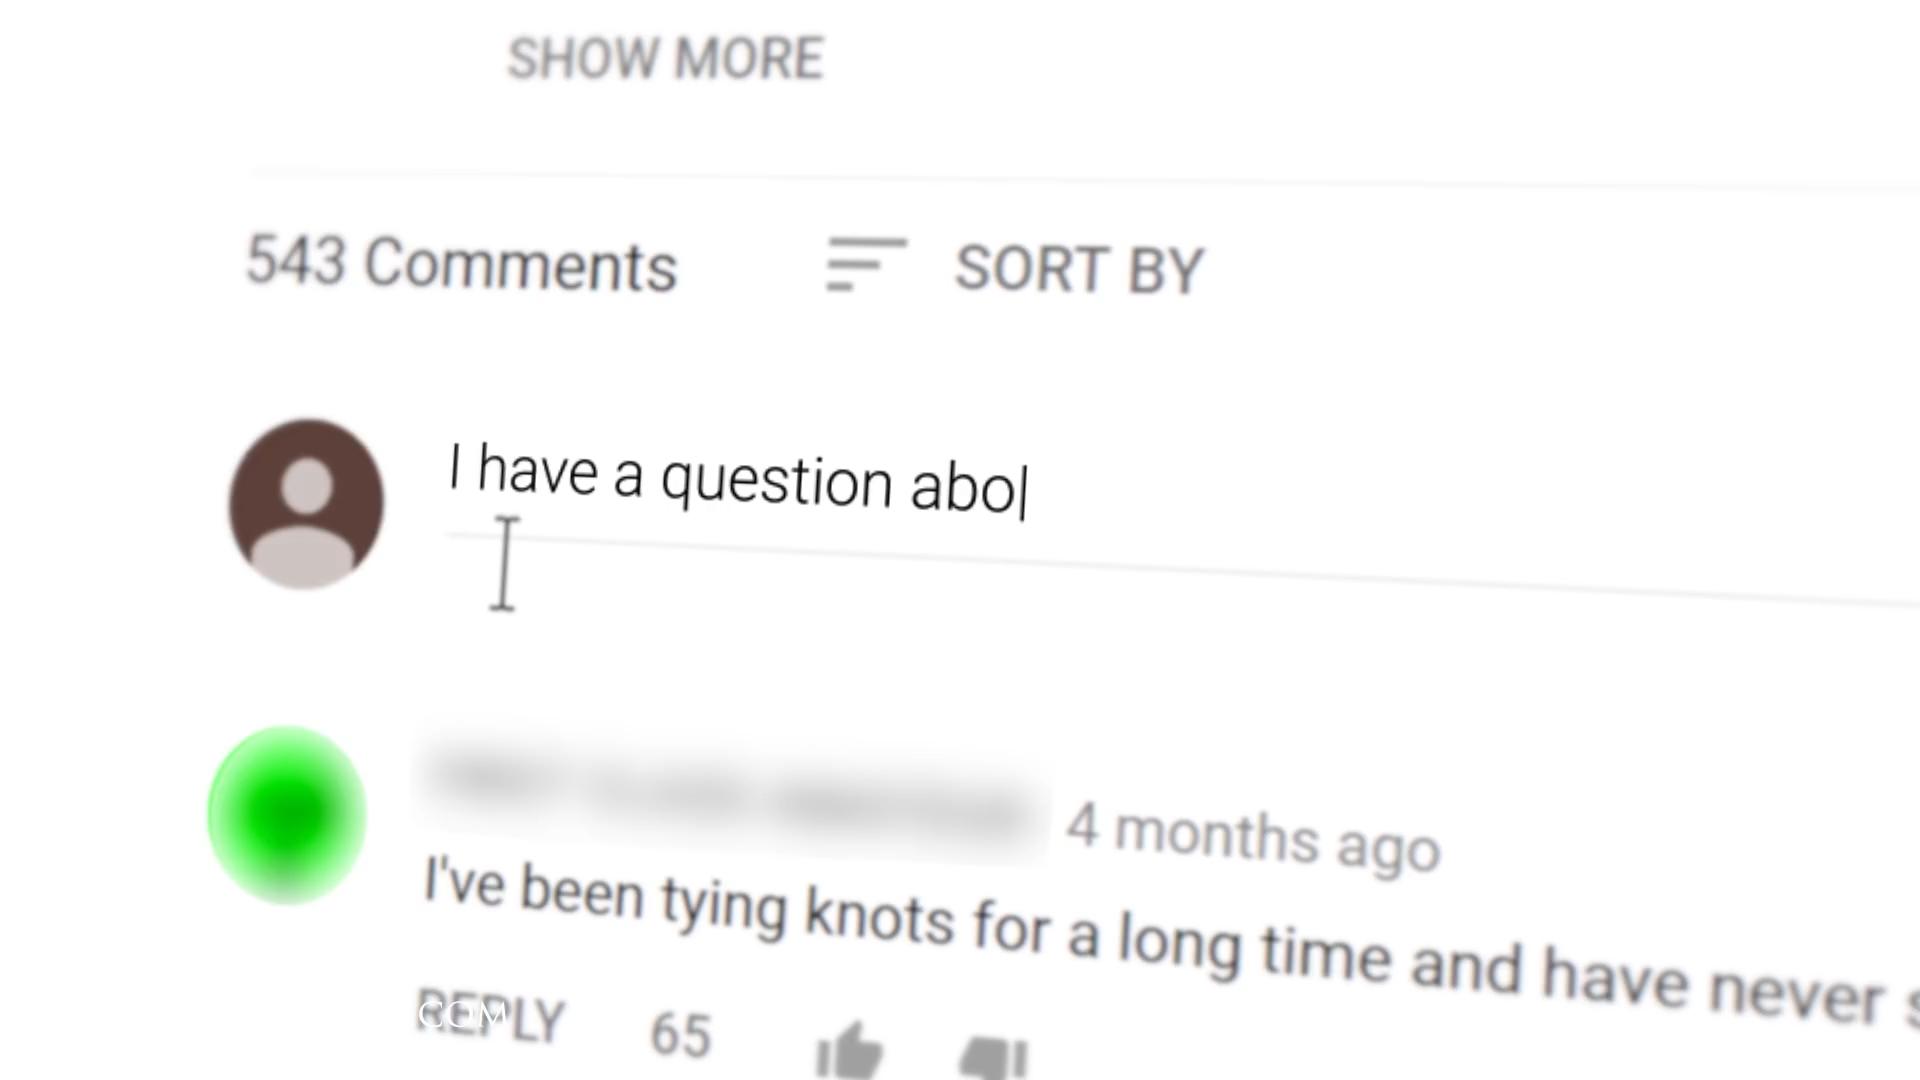 SHOW MORE
543 Comments SORT BY
I have a question abo
4 months ago
I've been tying knots for a long time and have never
REPLY 65
COM